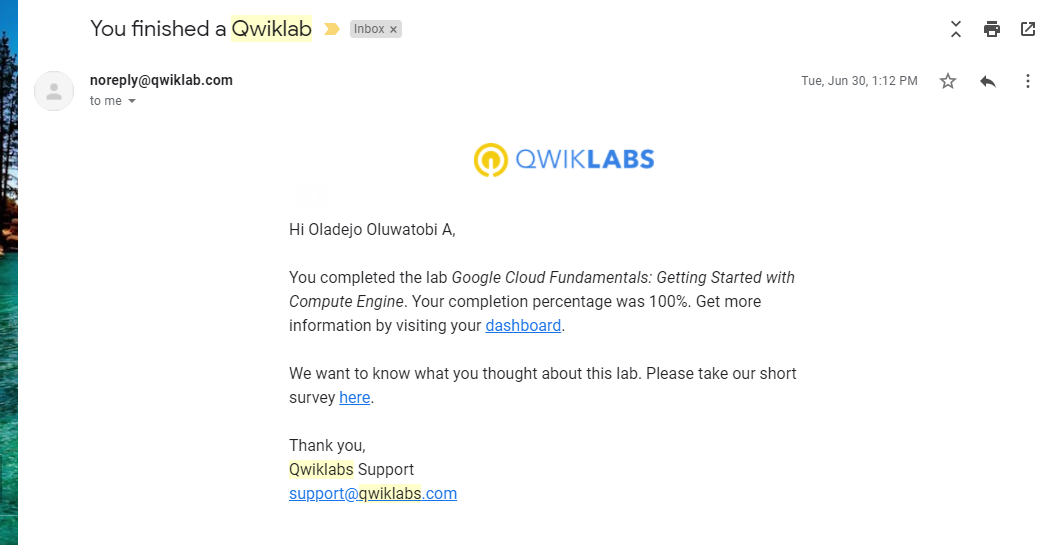 You finished a Qwiklab
Inbox ×
noreply@qwiklab.com
Tue, Jun 30, 1:12 PM
to me
QWIKLABS
Hi Oladejo Oluwatobi A,
You completed the lab Google Cloud Fundamentals: Getting Started with
Compute Engine. Your completion percentage was 100%. Get more
information by visiting your dashboard.
We want to know what you thought about this lab. Please take our short
survey here.
Thank you,
Qwiklabs Support
support@qwiklabs.com